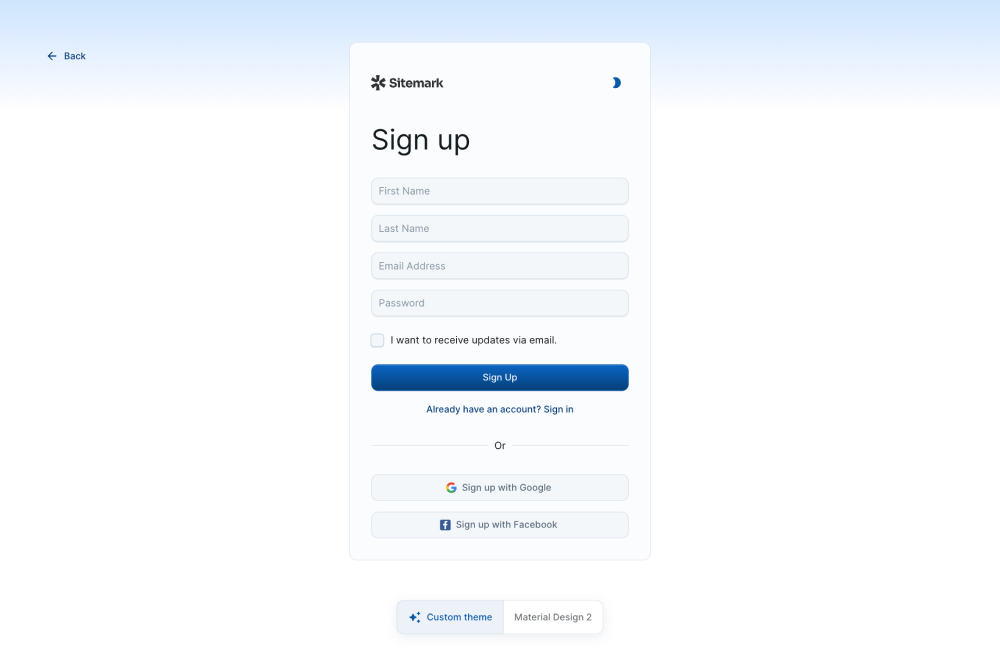 Back
Sitemark
Sign up
First Name
Last Name
Email Address
Password
I want to receive updates via email.
Sign Up
Already have an account? Sign in
Or
Sign up with Google
Sign up with Facebook
Custom theme
Material Design 2